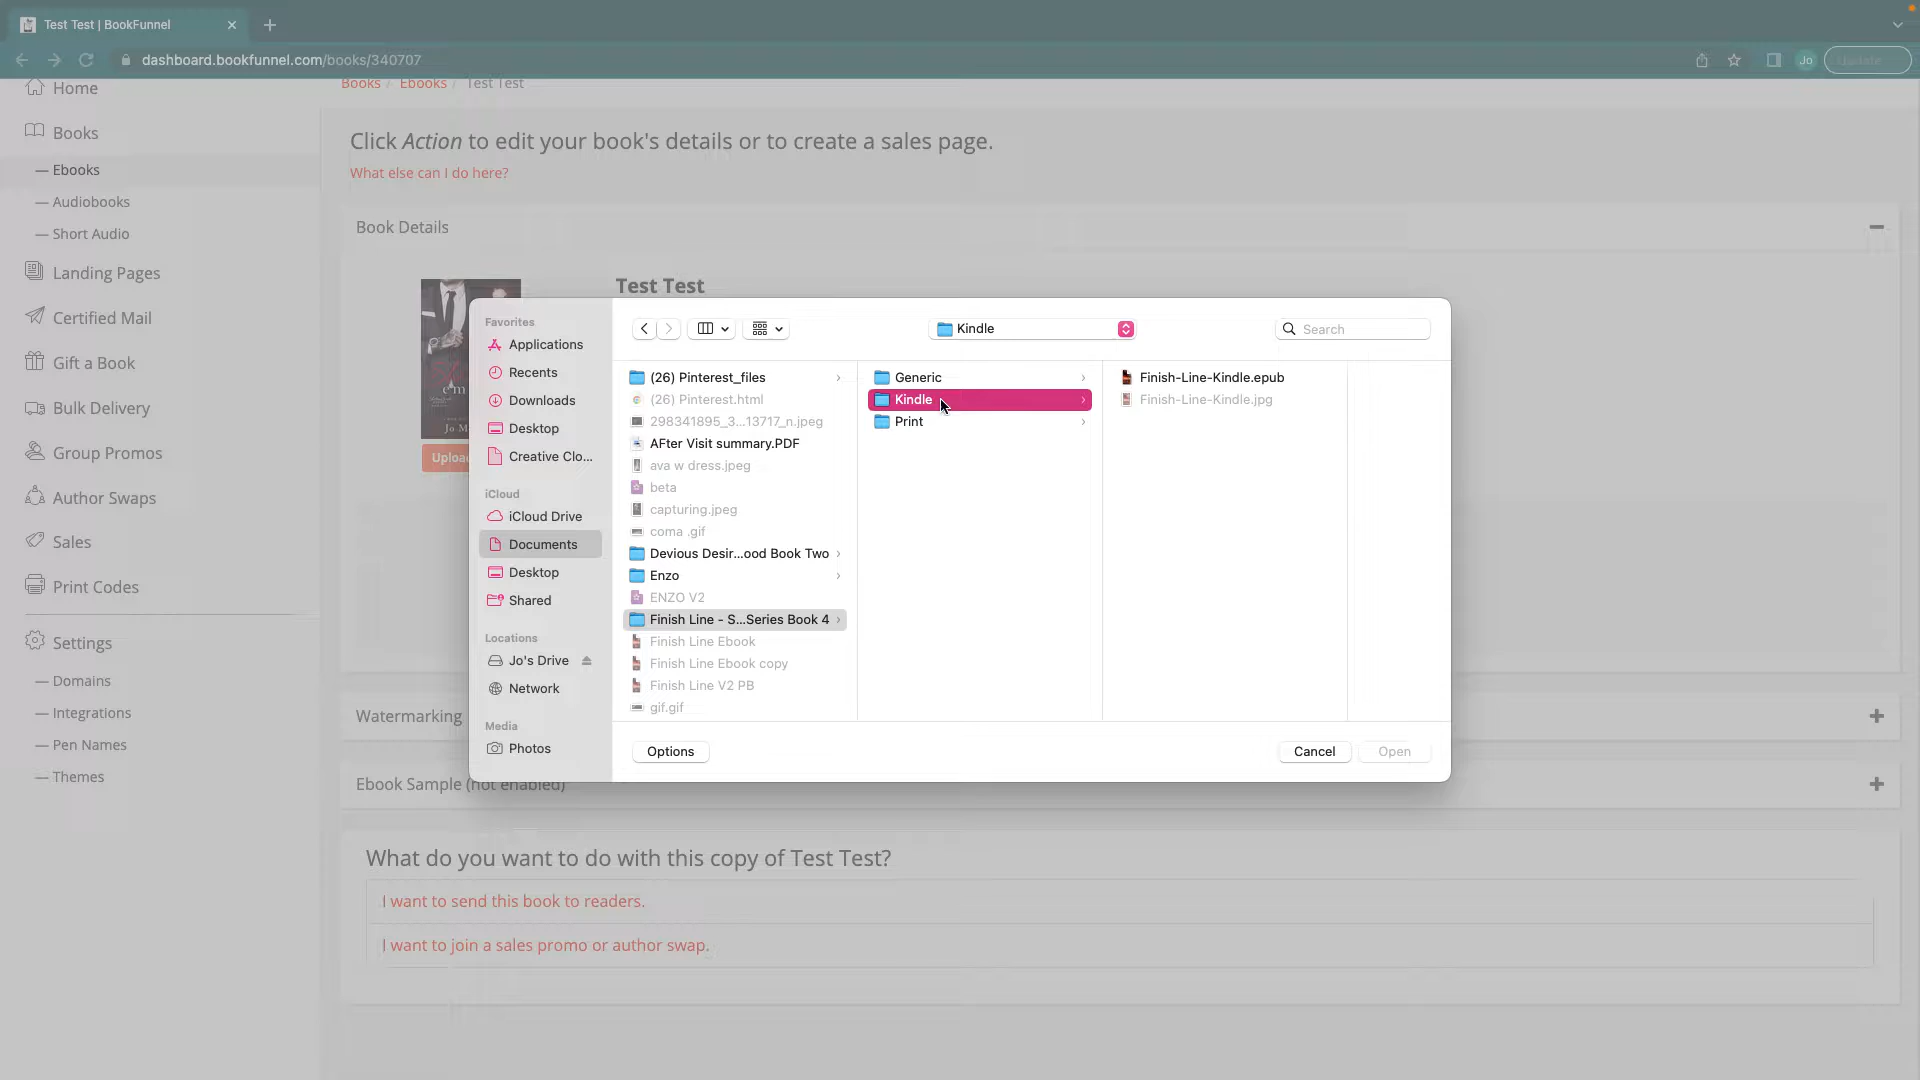 Test Test | BookFunnel
dashboard.bookfunnel.com/books/340707
Jo
Update
Home
Books
— Ebooks
— Audiobooks
— Short Audio
Landing Pages
Certified Mail
Gift a Book
Bulk Delivery
Group Promos
Author Swaps
Sales
Print Codes
Settings
— Domains
— Integrations
— Pen Names
— Themes
Books / Ebooks / Test Test
Click Action to edit your book's details or to create a sales page.
What else can I do here?
Book Details
Test Test
Jo M
Uploa
Watermarking
Ebook Sample (not enabled)
What do you want to do with this copy of Test Test?
I want to send this book to readers.
I want to join a sales promo or author swap.
Favorites
Applications
Recents
Downloads
Desktop
Creative Clo...
iCloud
iCloud Drive
Documents
Desktop
Shared
Locations
Jo's Drive
Network
Media
Photos
Kindle
Search
(26) Pinterest_files
(26) Pinterest.html
298341895_3...13717_n.jpeg
AFter Visit summary.PDF
ava w dress.jpeg
beta
capturing.jpeg
coma .gif
Devious Desir...ood Book Two
Enzo
ENZO V2
Finish Line - S...Series Book 4
Finish Line Ebook
Finish Line Ebook copy
Finish Line V2 PB
gif.gif
Generic
Kindle
Print
Finish-Line-Kindle.epub
Finish-Line-Kindle.jpg
Options
Cancel
Open